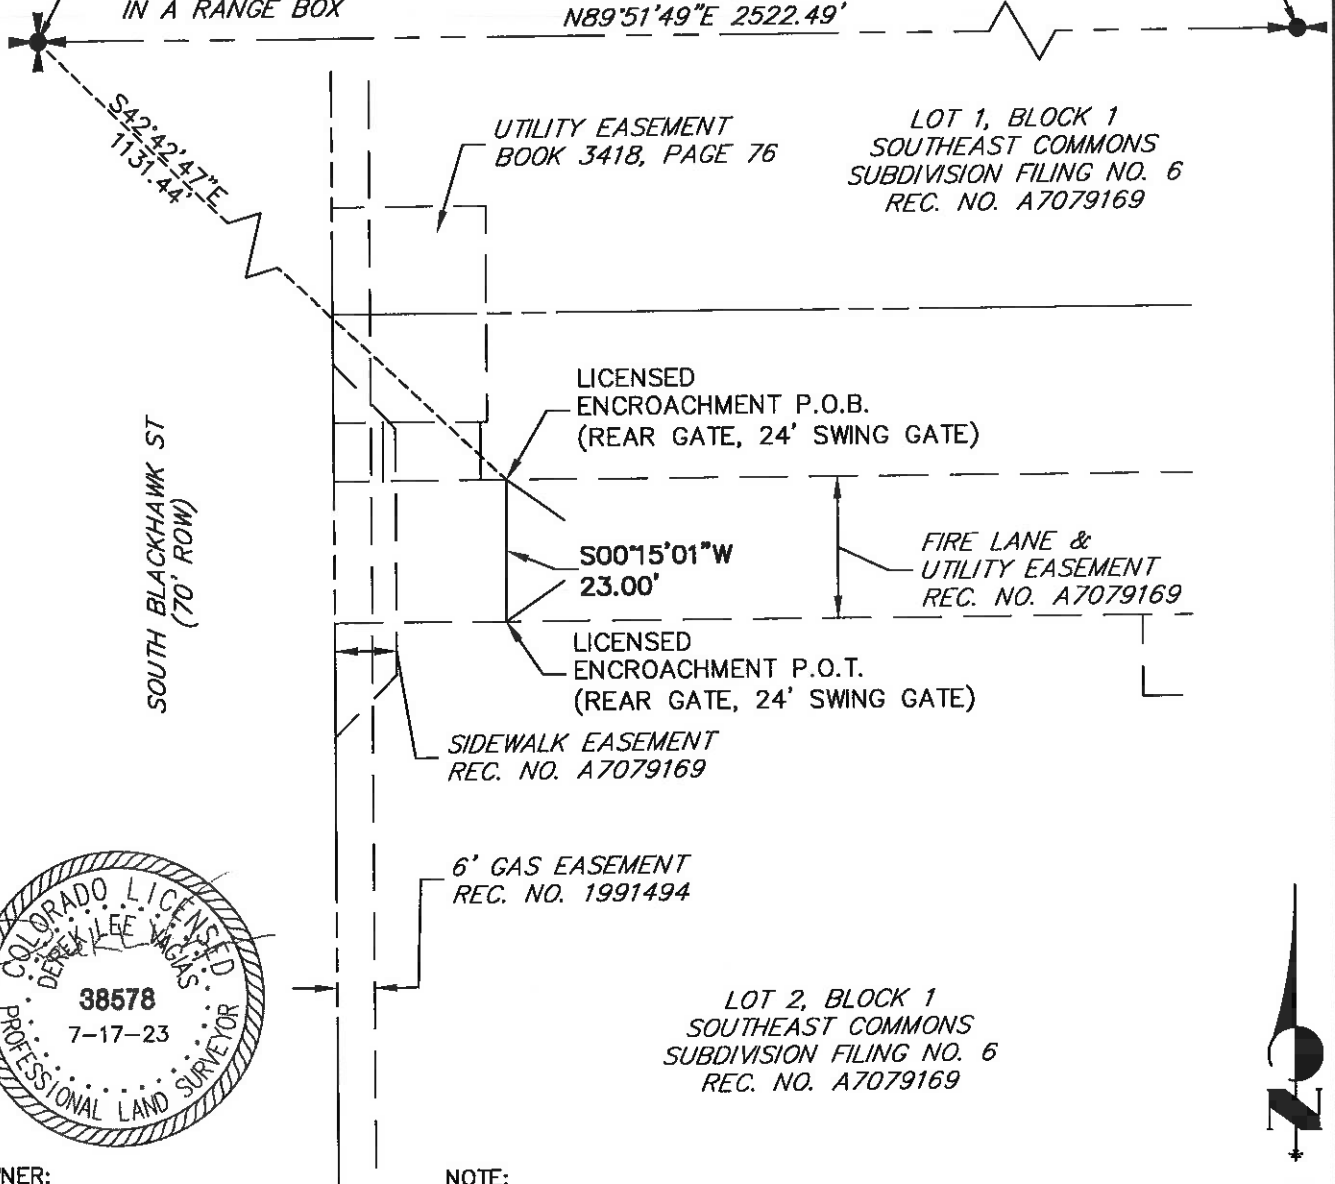 IN A RANGE BOX
N89°51'49"E 2522.49'
S42°42'47"E
1131.44'
UTILITY EASEMENT
BOOK 3418, PAGE 76
LOT 1, BLOCK 1
SOUTHEAST COMMONS
SUBDIVISION FILING NO. 6
REC. NO. A7079169
LICENSED
ENCROACHMENT P.O.B.
(REAR GATE, 24' SWING GATE)
SOUTH BLACKHAWK ST
(70' ROW)
S00°15'01"W
23.00'
FIRE LANE &
UTILITY EASEMENT
REC. NO. A7079169
LICENSED
ENCROACHMENT P.O.T.
(REAR GATE, 24' SWING GATE)
SIDEWALK EASEMENT
REC. NO. A7079169
6' GAS EASEMENT
REC. NO. 1991494
COLORADO LICENSED
DEREK LEE VAGIAS
38578
7-17-23
PROFESSIONAL LAND SURVEYOR
LOT 2, BLOCK 1
SOUTHEAST COMMONS
SUBDIVISION FILING NO. 6
REC. NO. A7079169
N
NER:
NOTE: